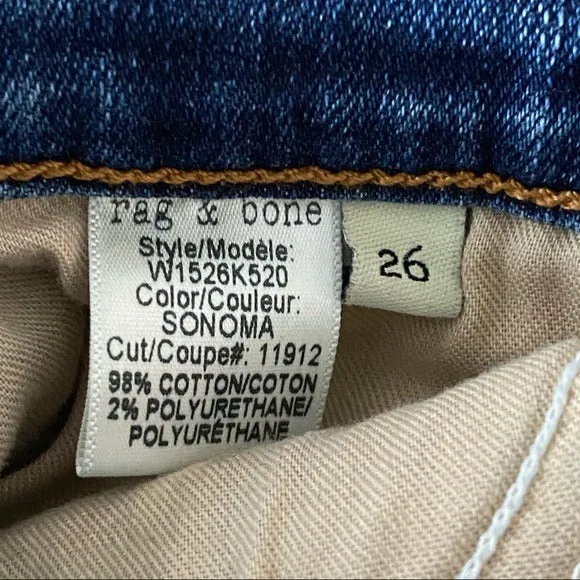 rag & bone
Style/Modèle:
W1526K520
Color/Couleur:
SONOMA
Cut/Coupe#: 11912
98% COTTON/COTON
2% POLYURETHANE/
POLYURÉTHANE
26